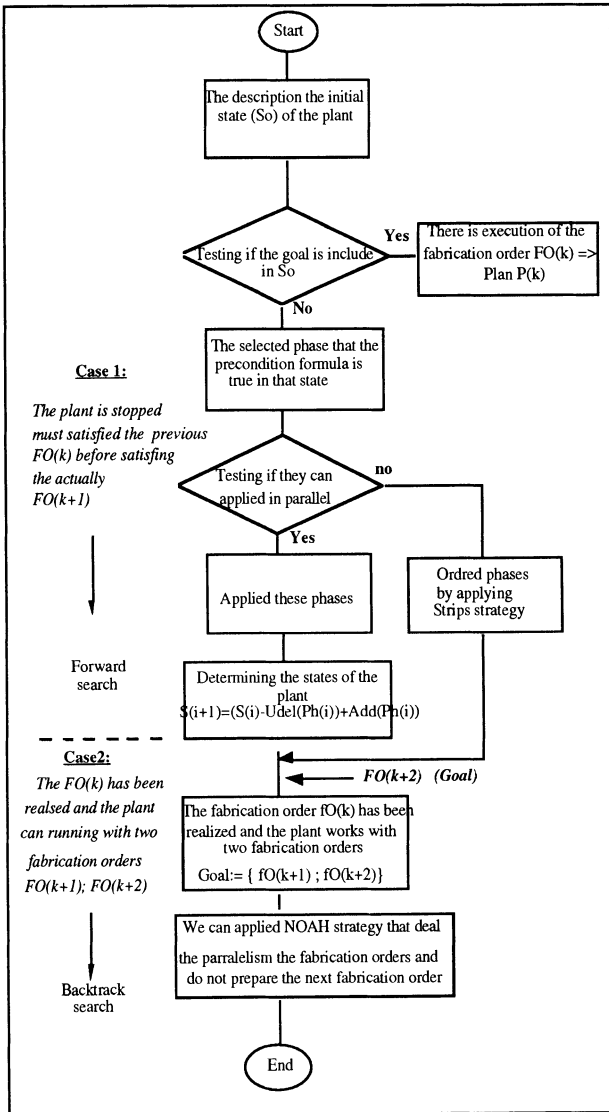 Start
The description the initial
state (So) of the plant
Testing if the goal is include
in So
Yes
There is execution of the
fabrication order FO(k) =>
Plan P(k)
No
The selected phase that the
precondition formula is
true in that state
Case 1:
The plant is stopped
must satisfied the previous
FO(k) before satisfing
the actually
FO(k+1)
Testing if they can
applied in parallel
no
Yes
Applied these phases
Ordred phases
by applying
Strips strategy
Forward
search
Determining the states of the
plant
S(i+1)=(S(i)-Udel(Ph(i))+Add(Ph(i))
Case2:
The FO(k) has been
realsed and the plant
can running with two
fabrication orders
FO(k+1); FO(k+2)
FO(k+2) (Goal)
The fabrication order fO(k) has been
realized and the plant works with
two fabrication orders
Goal:= { fO(k+1) ; fO(k+2)}
We can applied NOAH strategy that deal
the parralelism the fabrication orders and
do not prepare the next fabrication order
Backtrack
search
End